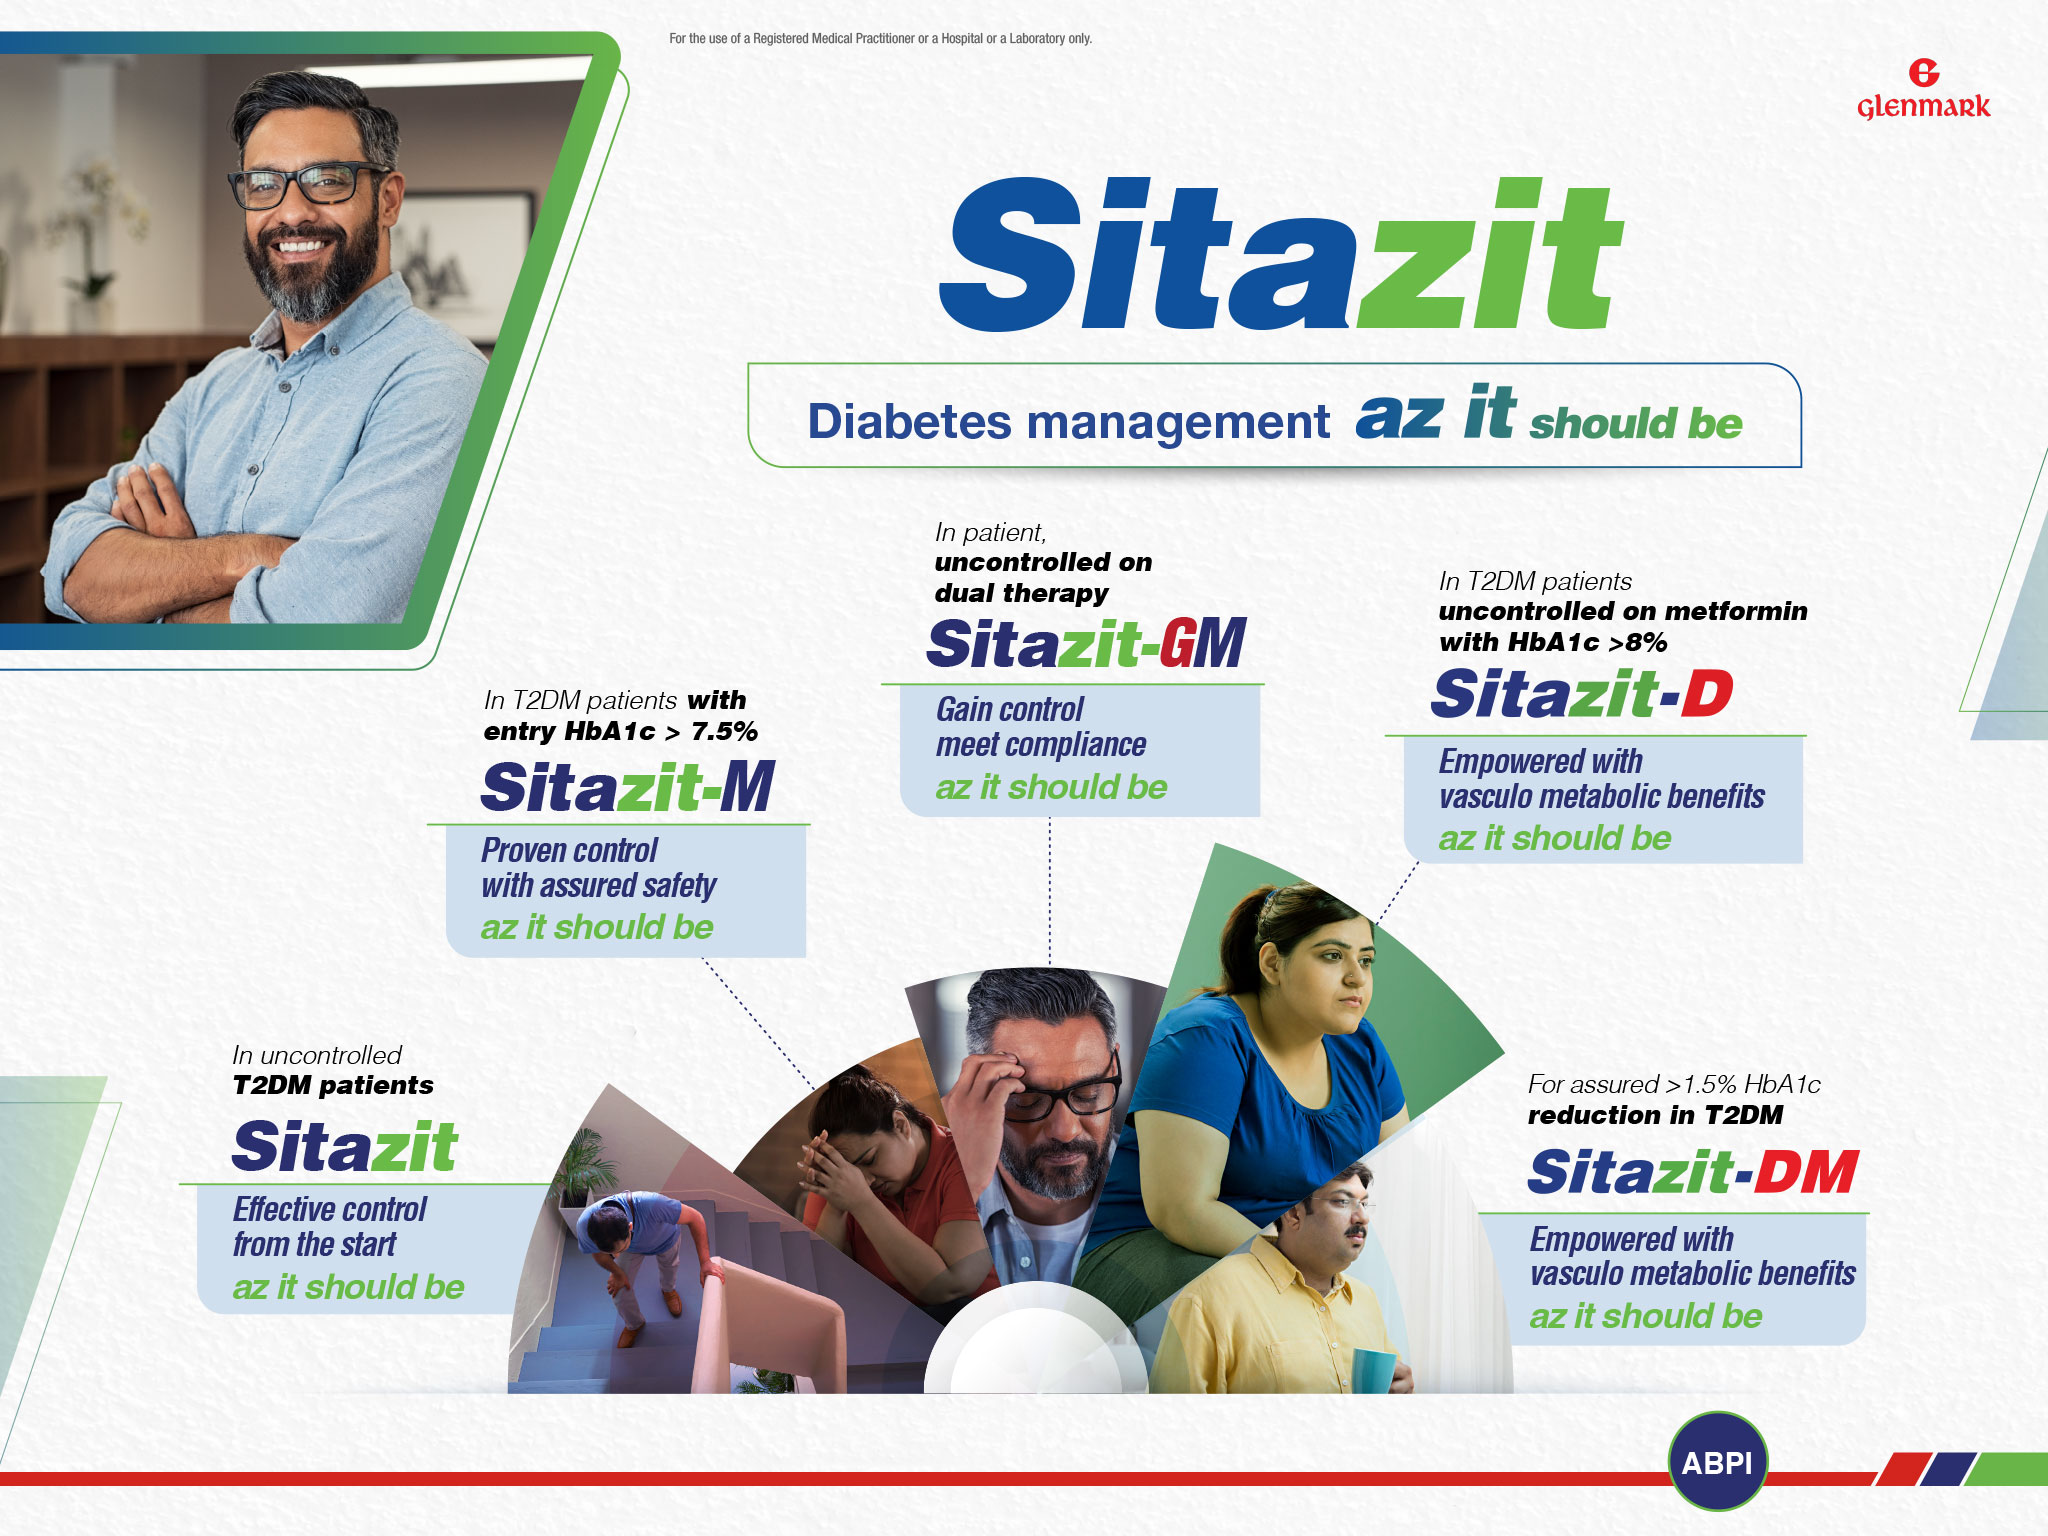 For the use of a Registered Medical Practitioner or a Hospital or a Laboratory only.
GLENMARK
Sitazit
Diabetes management az it should be
In patient,
uncontrolled on
dual therapy
Sitazit-GM
Gain control
meet compliance
az it should be
In T2DM patients
uncontrolled on metformin
with HbA1c >8%
Sitazit-D
Empowered with
vasculo metabolic benefits
az it should be
In T2DM patients with
entry HbA1c > 7.5%
Sitazit-M
Proven control
with assured safety
az it should be
In uncontrolled
T2DM patients
Sitazit
Effective control
from the start
az it should be
For assured >1.5% HbA1c
reduction in T2DM
Sitazit-DM
Empowered with
vasculo metabolic benefits
az it should be
ABPI